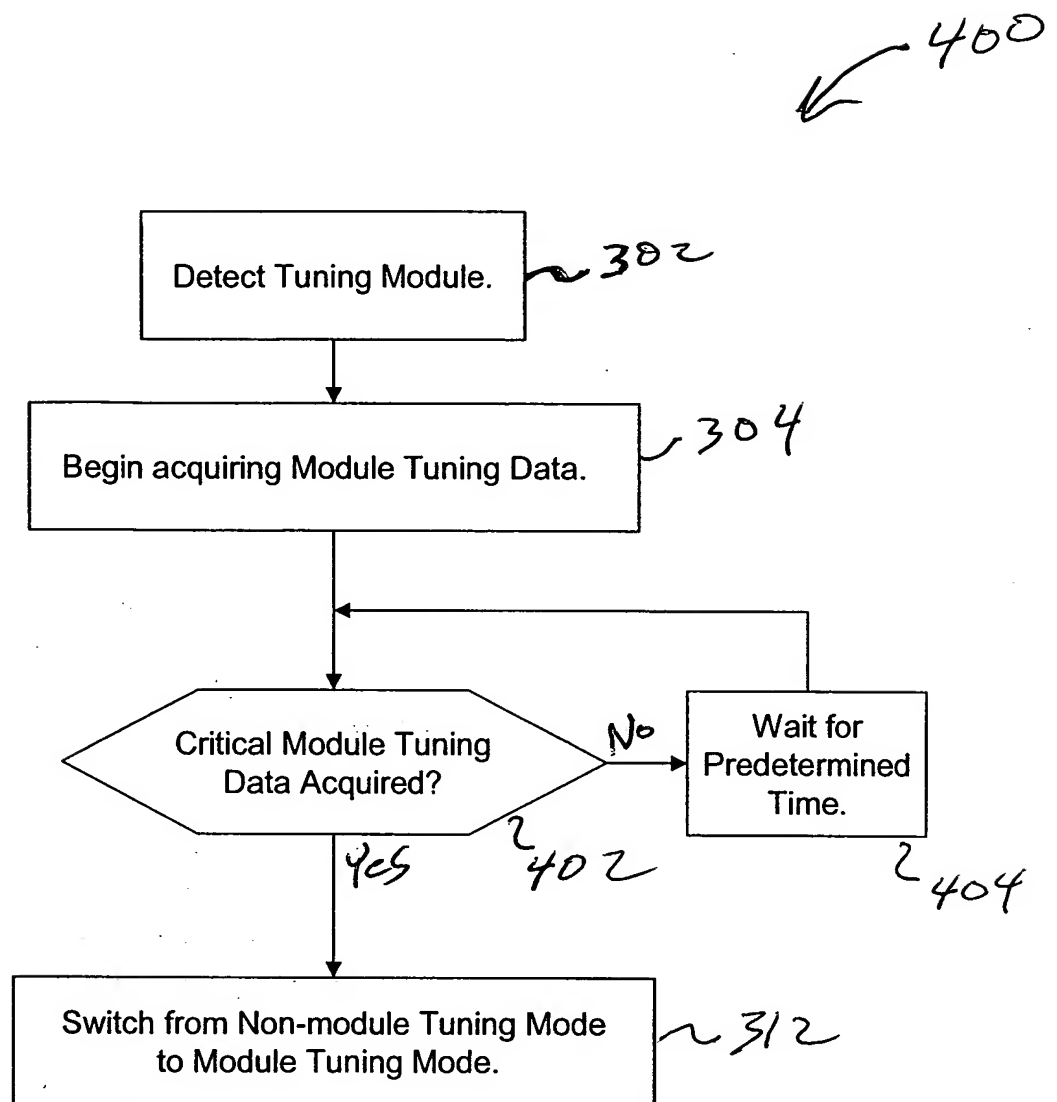 400
Detect Tuning Module.
302
Begin acquiring Module Tuning Data.
304
Critical Module Tuning
Data Acquired?
No
Wait for
Predetermined
Time.
Yes
402
404
Switch from Non-module Tuning Mode
to Module Tuning Mode.
312